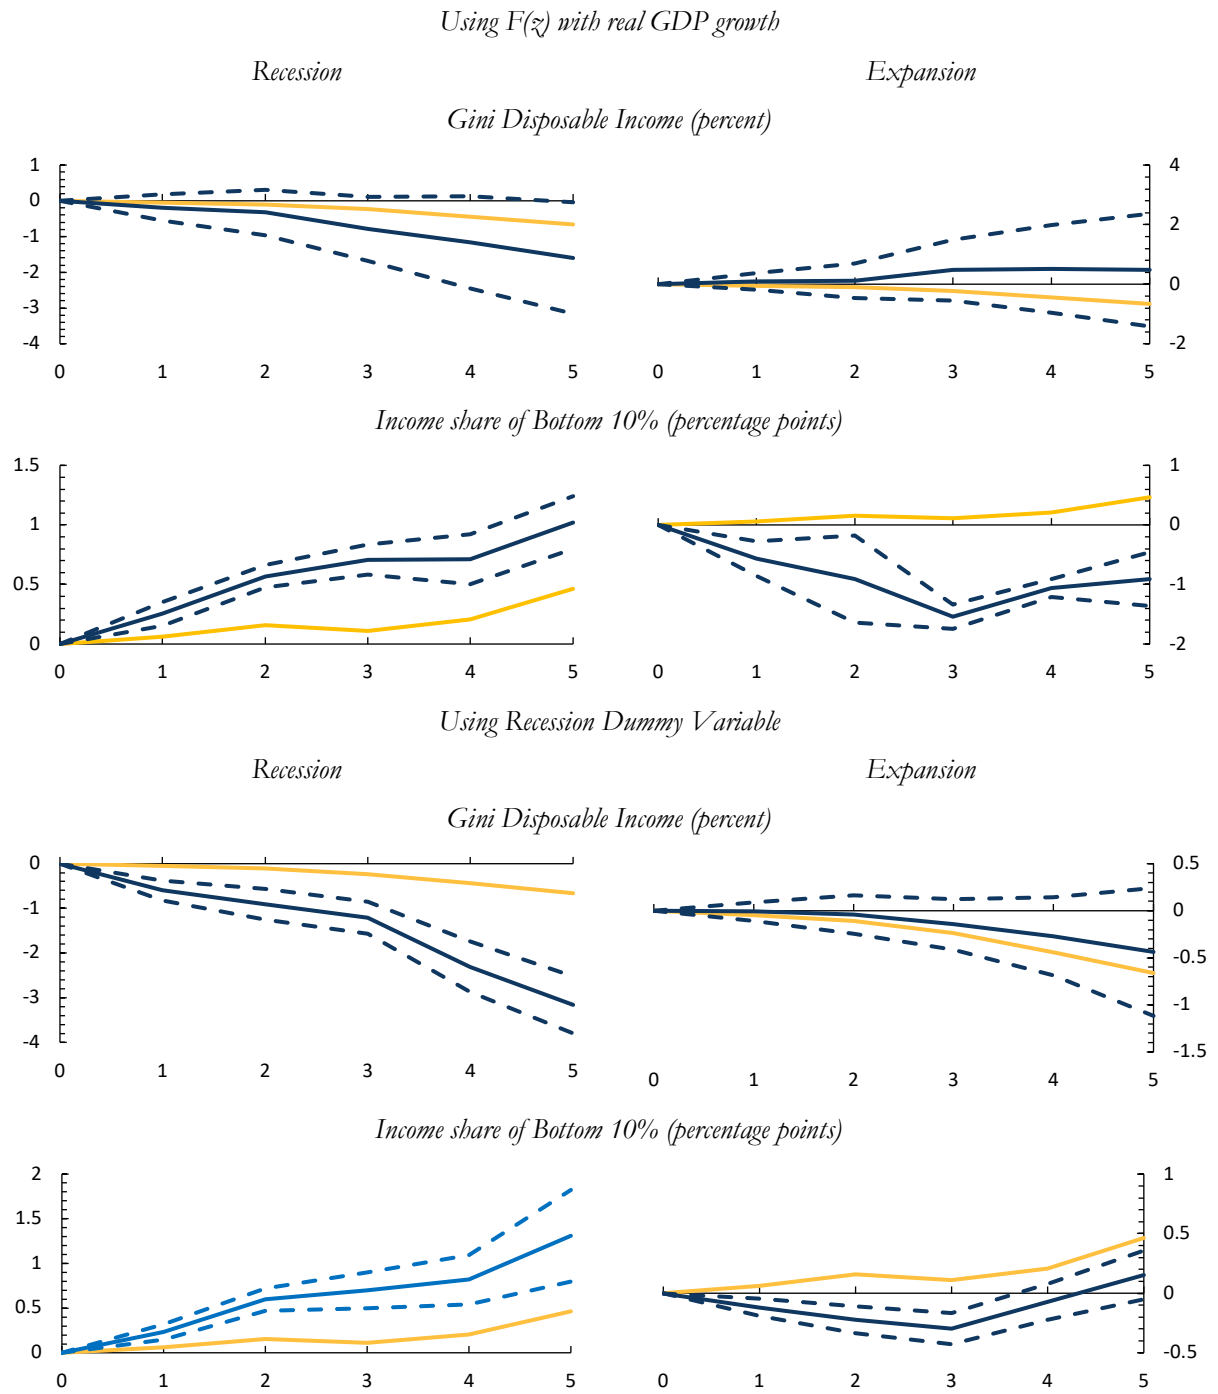 Using F(z) with real GDP growth
Recession Expansion
Gini Disposable Income (percent)
1 4
0
-1 2
-2 0
-3
-4 -2
0 1 2 3 4 5 0 1 2 3 4 5
Income share of Bottom 10% (percentage points)
1.5 1
1 0
0.5 -1
0 -2
0 1 2 3 4 5 0 1 2 3 4 5
Using Recession Dummy Variable
Recession Expansion
Gini Disposable Income (percent)
0 0.5
-1 0
-2 -0.5
-3 -1
-4 -1.5
0 1 2 3 4 5 0 1 2 3 4 5
Income share of Bottom 10% (percentage points)
2 1
1.5 0.5
1
0.5 0
0 -0.5
0 1 2 3 4 5 0 1 2 3 4 5